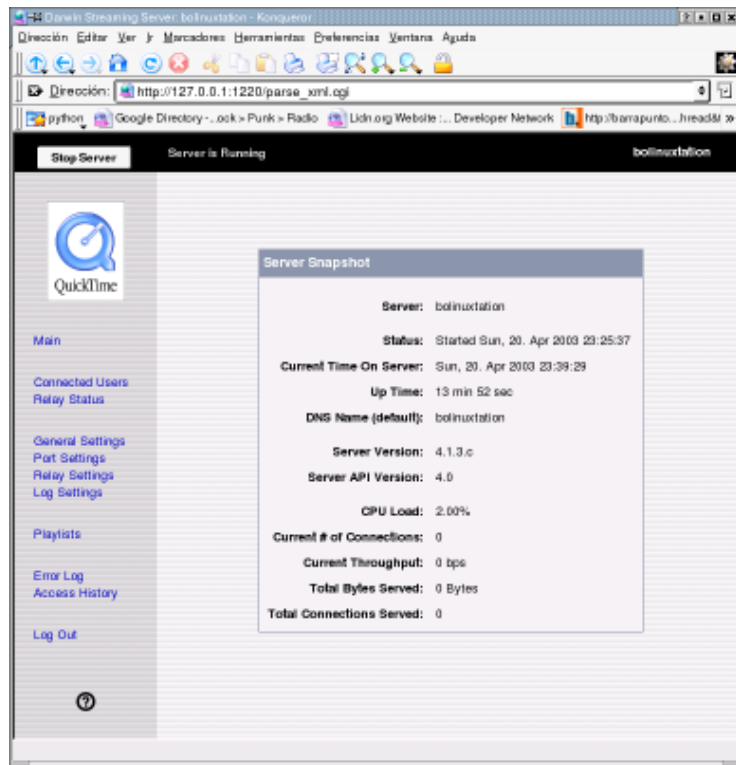 Darwin Streaming Server: bolinuxtation - Konqueror
Dirección Editar Ver Ir Marcadores Herramientas Preferencias Ventana Ayuda
Dirección: http://127.0.0.1:1220/parse_xml.cgi
python Google Directory -...ock > Punk > Radio Lidn.org Website :... Developer Network http://barrapunto...hread&l »
Stop Server Server is Running bolinuxtation
QuickTime
Main
Connected Users
Relay Status
General Settings
Port Settings
Relay Settings
Log Settings
Playlists
Error Log
Access History
Log Out
?
Server Snapshot
Server: bolinuxtation
Status: Started Sun, 20. Apr 2003 23:25:37
Current Time On Server: Sun, 20. Apr 2003 23:39:29
Up Time: 13 min 52 sec
DNS Name (default): bolinuxtation
Server Version: 4.1.3.c
Server API Version: 4.0
CPU Load: 2.00%
Current # of Connections: 0
Current Throughput: 0 bps
Total Bytes Served: 0 Bytes
Total Connections Served: 0